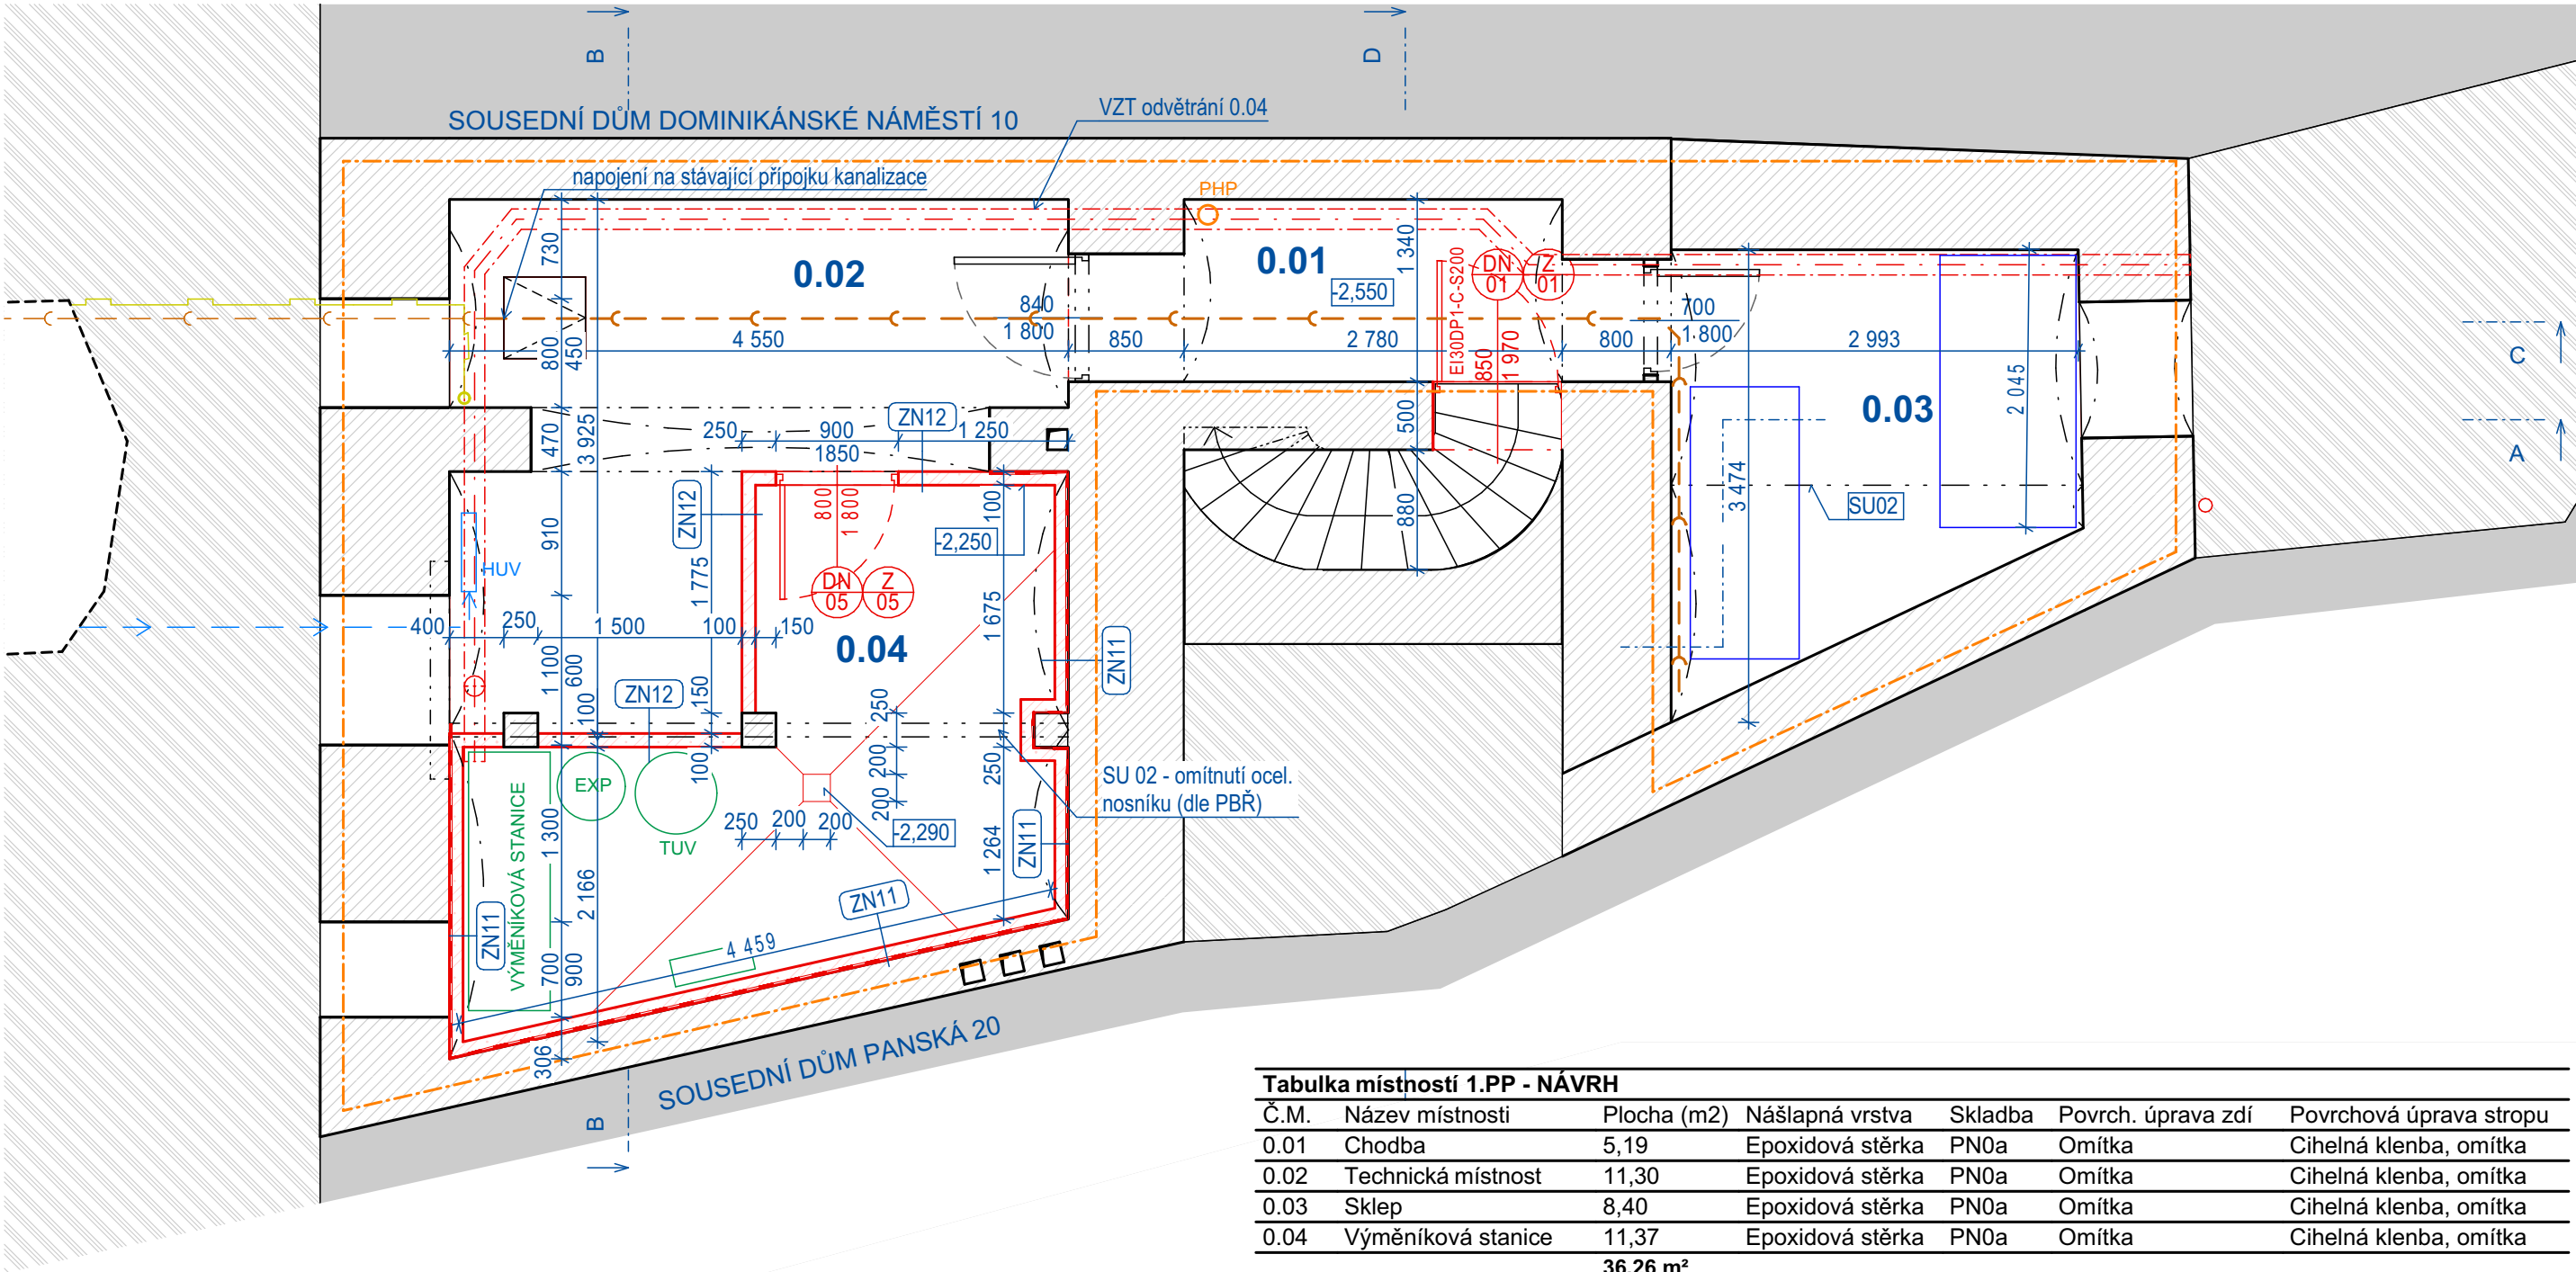 B
D
SOUSEDNÍ DŮM DOMINIKÁNSKÉ NÁMĚSTÍ 10
VZT odvětrání 0.04
napojení na stávající přípojku kanalizace
PHP
0.02
0.01
-2,550
730
1 340
EI30DP1-C-S200
DN
01
Z
01
840
1 800
700
1 800
4 550
850
2 780
800
2 993
800
450
850
1 970
C
A
2 045
0.03
470
3 925
250
900
1 250
ZN12
1850
500
880
3 474
SU02
ZN12
800
1 800
100
-2,250
910
HUV
1 775
DN
05
Z
05
1 675
400
250
1 500
100
150
0.04
ZN11
1 100
600
ZN12
150
100
250
100
200
200
250
SU 02 - omítnutí ocel.
nosníku (dle PBŘ)
EXP
TUV
VÝMĚNÍKOVÁ STANICE
1 300
250
200
200
-2,290
1 264
ZN11
2 166
ZN11
ZN11
4 459
700
900
306
SOUSEDNÍ DŮM PANSKÁ 20
B
Tabulka místností 1.PP - NÁVRH
Č.M. Název místnosti Plocha (m2) Nášlapná vrstva Skladba Povrch. úprava zdí Povrchová úprava stropu
0.01 Chodba 5,19 Epoxidová stěrka PN0a Omítka Cihelná klenba, omítka
0.02 Technická místnost 11,30 Epoxidová stěrka PN0a Omítka Cihelná klenba, omítka
0.03 Sklep 8,40 Epoxidová stěrka PN0a Omítka Cihelná klenba, omítka
0.04 Výměníková stanice 11,37 Epoxidová stěrka PN0a Omítka Cihelná klenba, omítka
36,26 m²